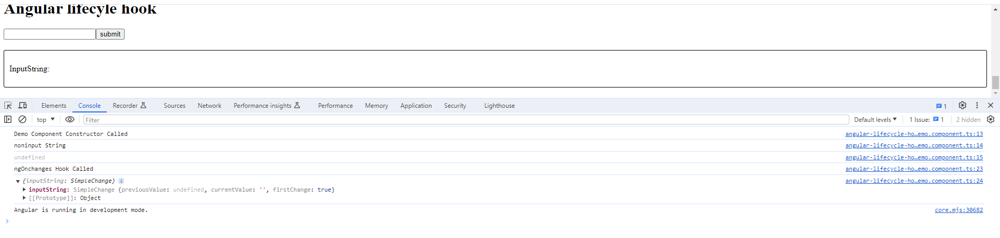 Angular lifecyle hook
submit
InputString:
Elements Console Recorder Sources Network Performance insights Performance Memory Application Security Lighthouse 1
top Filter Default levels 1 Issue: 1 2 hidden
Demo Component Constructor Called angular-lifecycle-ho…emo.component.ts:13
noninput String angular-lifecycle-ho…emo.component.ts:14
undefined angular-lifecycle-ho…emo.component.ts:15
ngOnchanges Hook Called angular-lifecycle-ho…emo.component.ts:23
{inputString: SimpleChange} i angular-lifecycle-ho…emo.component.ts:24
inputString: SimpleChange {previousValue: undefined, currentValue: '', firstChange: true}
[[Prototype]]: Object
Angular is running in development mode. core.mjs:30682